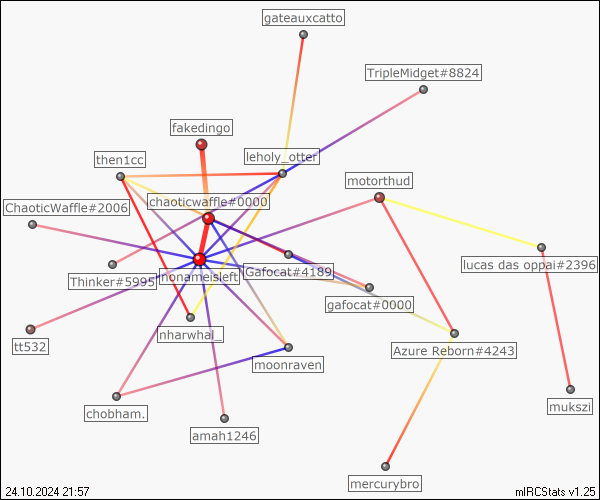 gateauxcatto
TripleMidget#8824
fakedingo
leholy_otter
then1cc
motorthud
chaoticwaffle#0000
ChaoticWaffle#2006
lucas das oppai#2396
Gafocat#4189
Thinker#5995
nonameisleft
gafocat#0000
nharwhal_
tt532
Azure Reborn#4243
moonraven
mukszi
chobham.
amah1246
mercurybro
24.10.2024 21:57
mIRCStats v1.25